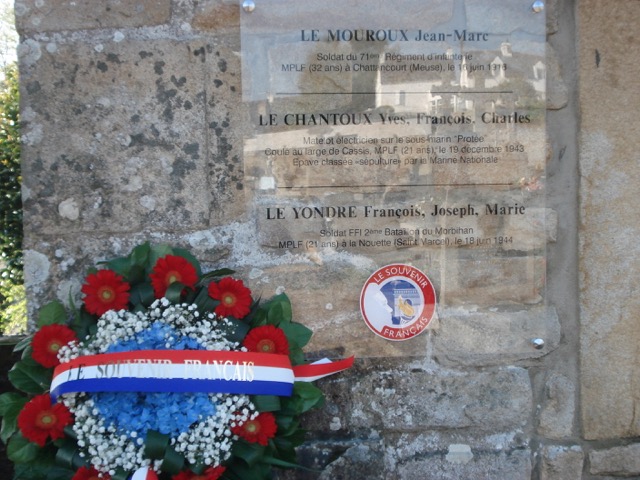 LE MOUROUX Jean-Marc
Soldat du 71ème Régiment d'infanterie
MPLF (32 ans) à Chattencourt (Meuse), le 16 juin 1916
LE CHANTOUX Yves, François, Charles
Matelot électricien sur le sous-marin "Protée"
Coulé au large de Cassis, MPLF (21 ans), le 19 décembre 1943
Epave classée «sépulture» par la Marine Nationale
LE YONDRE François, Joseph, Marie
Soldat FFI 2ème Bataillon du Morbihan
MPLF (21 ans) à la Nouette (Saint Marcel), le 18 juin 1944
LE SOUVENIR
FRANÇAIS
LE SOUVENIR FRANÇAIS